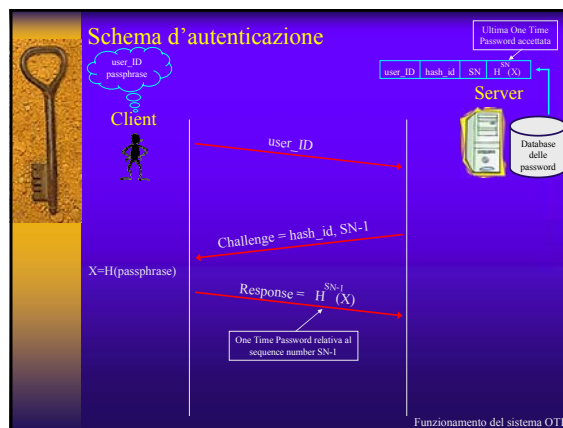 Schema d'autenticazione
Ultima One Time
Password accettata
user_ID
passphrase
user_ID hash_id SN H^SN(X)
Server
Client
Database
delle
password
user_ID
Challenge = hash_id, SN-1
X=H(passphrase)
Response = H^SN-1(X)
One Time Password relativa al
sequence number SN-1
Funzionamento del sistema OTP